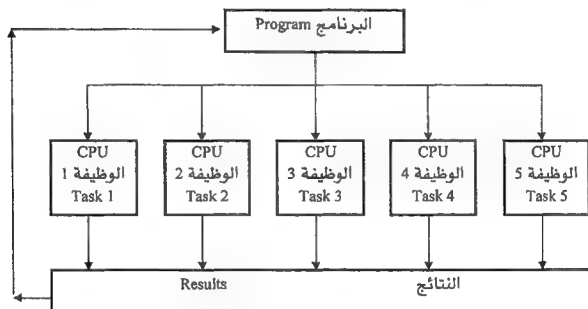 Program البرنامج
CPU
الوظيفة 1
Task 1
CPU
الوظيفة 2
Task 2
CPU
الوظيفة 3
Task 3
CPU
الوظيفة 4
Task 4
CPU
الوظيفة 5
Task 5
Results النتائج